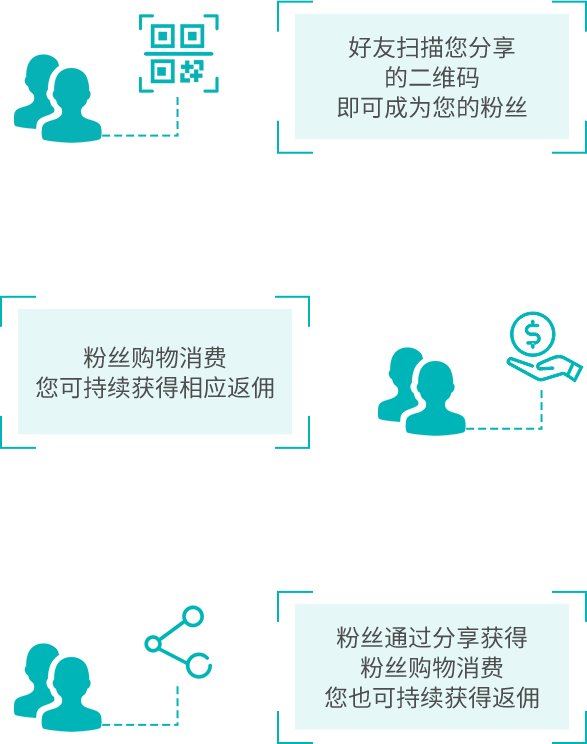 好友扫描您分享
的二维码
即可成为您的粉丝
粉丝购物消费
您可持续获得相应返佣
粉丝通过分享获得
粉丝购物消费
您也可持续获得返佣